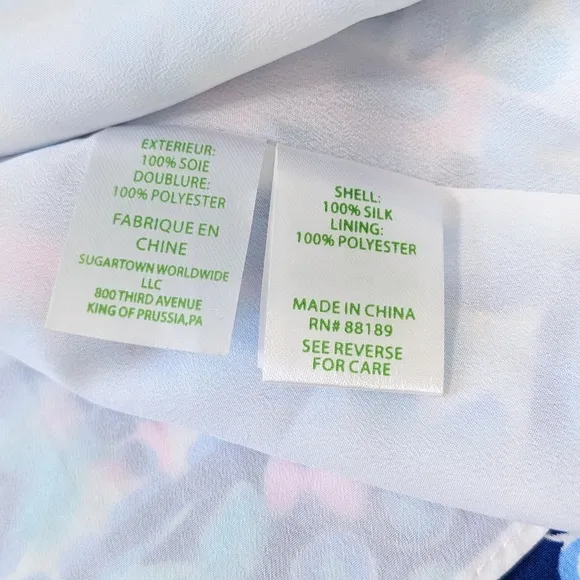 EXTERIEUR:
100% SOIE
DOUBLURE:
100% POLYESTER
FABRIQUE EN
CHINE
SUGARTOWN WORLDWIDE
LLC
800 THIRD AVENUE
KING OF PRUSSIA,PA
SHELL:
100% SILK
LINING:
100% POLYESTER
MADE IN CHINA
RN# 88189
SEE REVERSE
FOR CARE